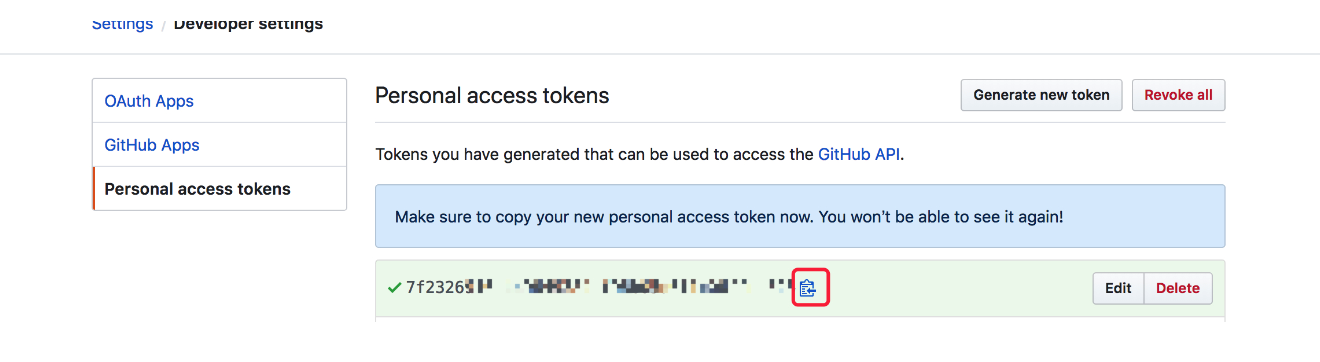 Settings / Developer settings
OAuth Apps
GitHub Apps
Personal access tokens
Personal access tokens
Generate new token
Revoke all
Tokens you have generated that can be used to access the GitHub API.
Make sure to copy your new personal access token now. You won't be able to see it again!
7f2326
Edit
Delete